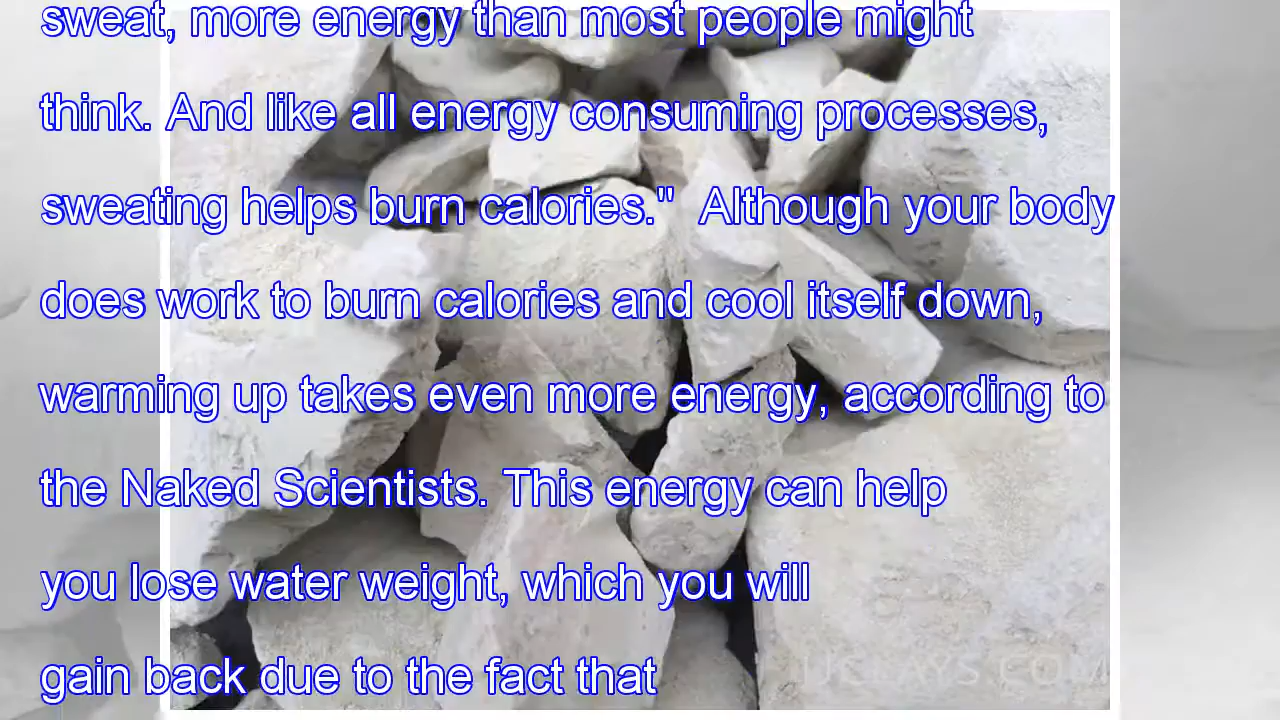 sweat, more energy than most people might
think. And like all energy consuming processes,
sweating helps burn calories."  Although your body
does work to burn calories and cool itself down,
warming up takes even more energy, according to
the Naked Scientists. This energy can help
you lose water weight, which you will
gain back due to the fact that